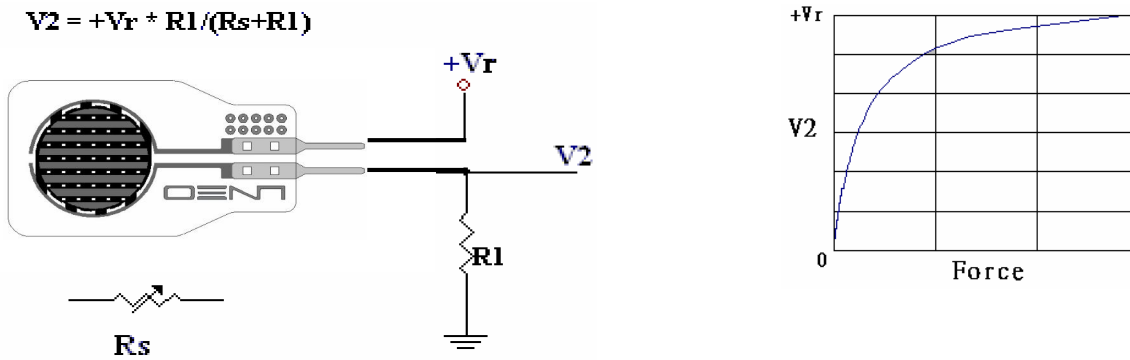 V2 = +Vr * R1/(Rs+R1)
+Vr
V2
R1
Rs
+Vr
V2
0
Force